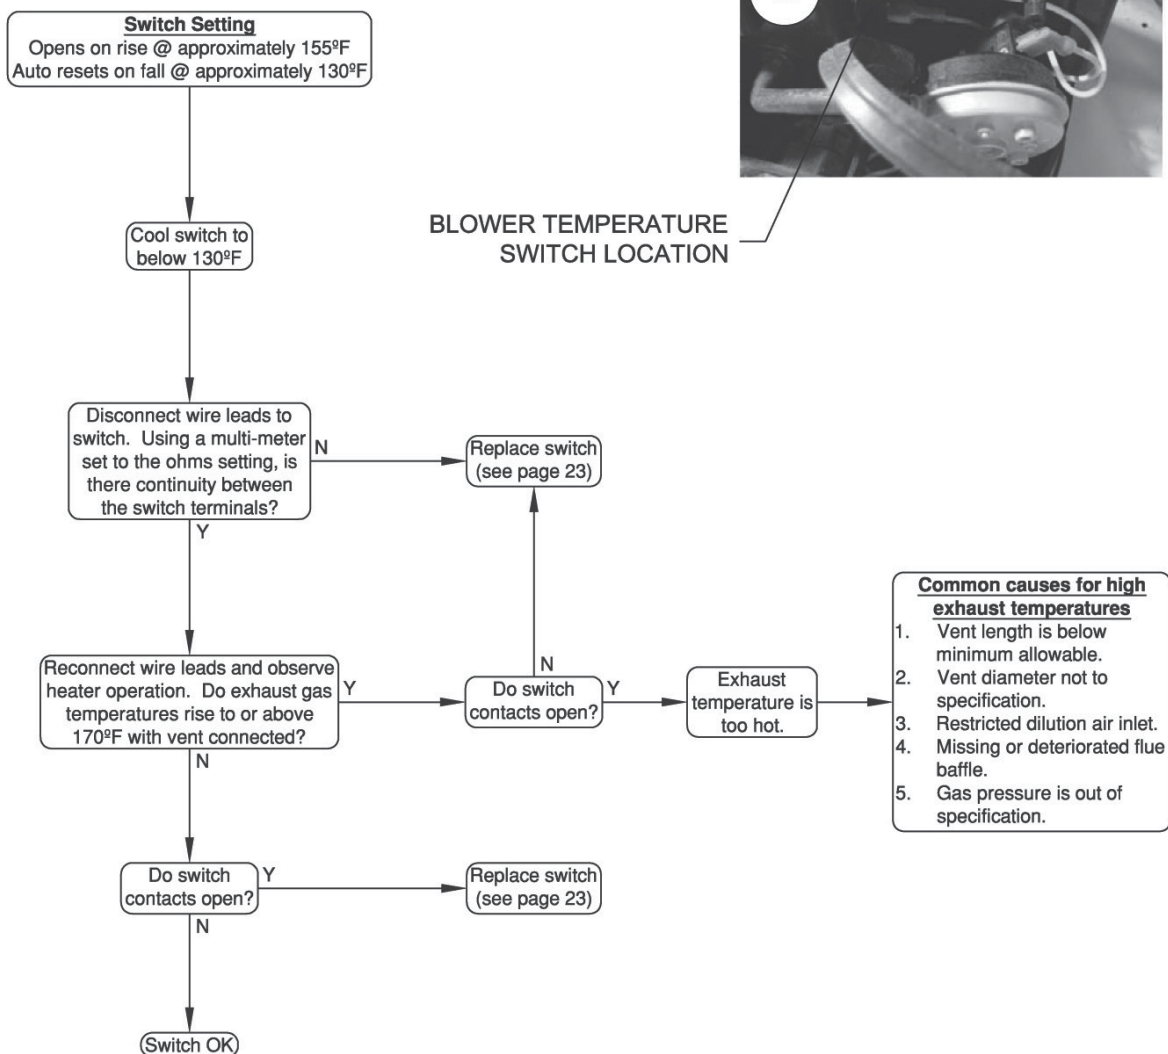 Switch Setting
Opens on rise @ approximately 155ºF
Auto resets on fall @ approximately 130ºF
BLOWER TEMPERATURE
SWITCH LOCATION
Cool switch to
below 130ºF
Disconnect wire leads to
switch. Using a multi-meter
set to the ohms setting, is
there continuity between
the switch terminals?
N
Replace switch
(see page 23)
Y
Reconnect wire leads and observe
heater operation. Do exhaust gas
temperatures rise to or above
170ºF with vent connected?
Y
N
Do switch
contacts open?
N
Y
Exhaust
temperature is
too hot.
Common causes for high
exhaust temperatures
1. Vent length is below
minimum allowable.
2. Vent diameter not to
specification.
3. Restricted dilution air inlet.
4. Missing or deteriorated flue
baffle.
5. Gas pressure is out of
specification.
Do switch
contacts open?
Y
Replace switch
(see page 23)
N
Switch OK